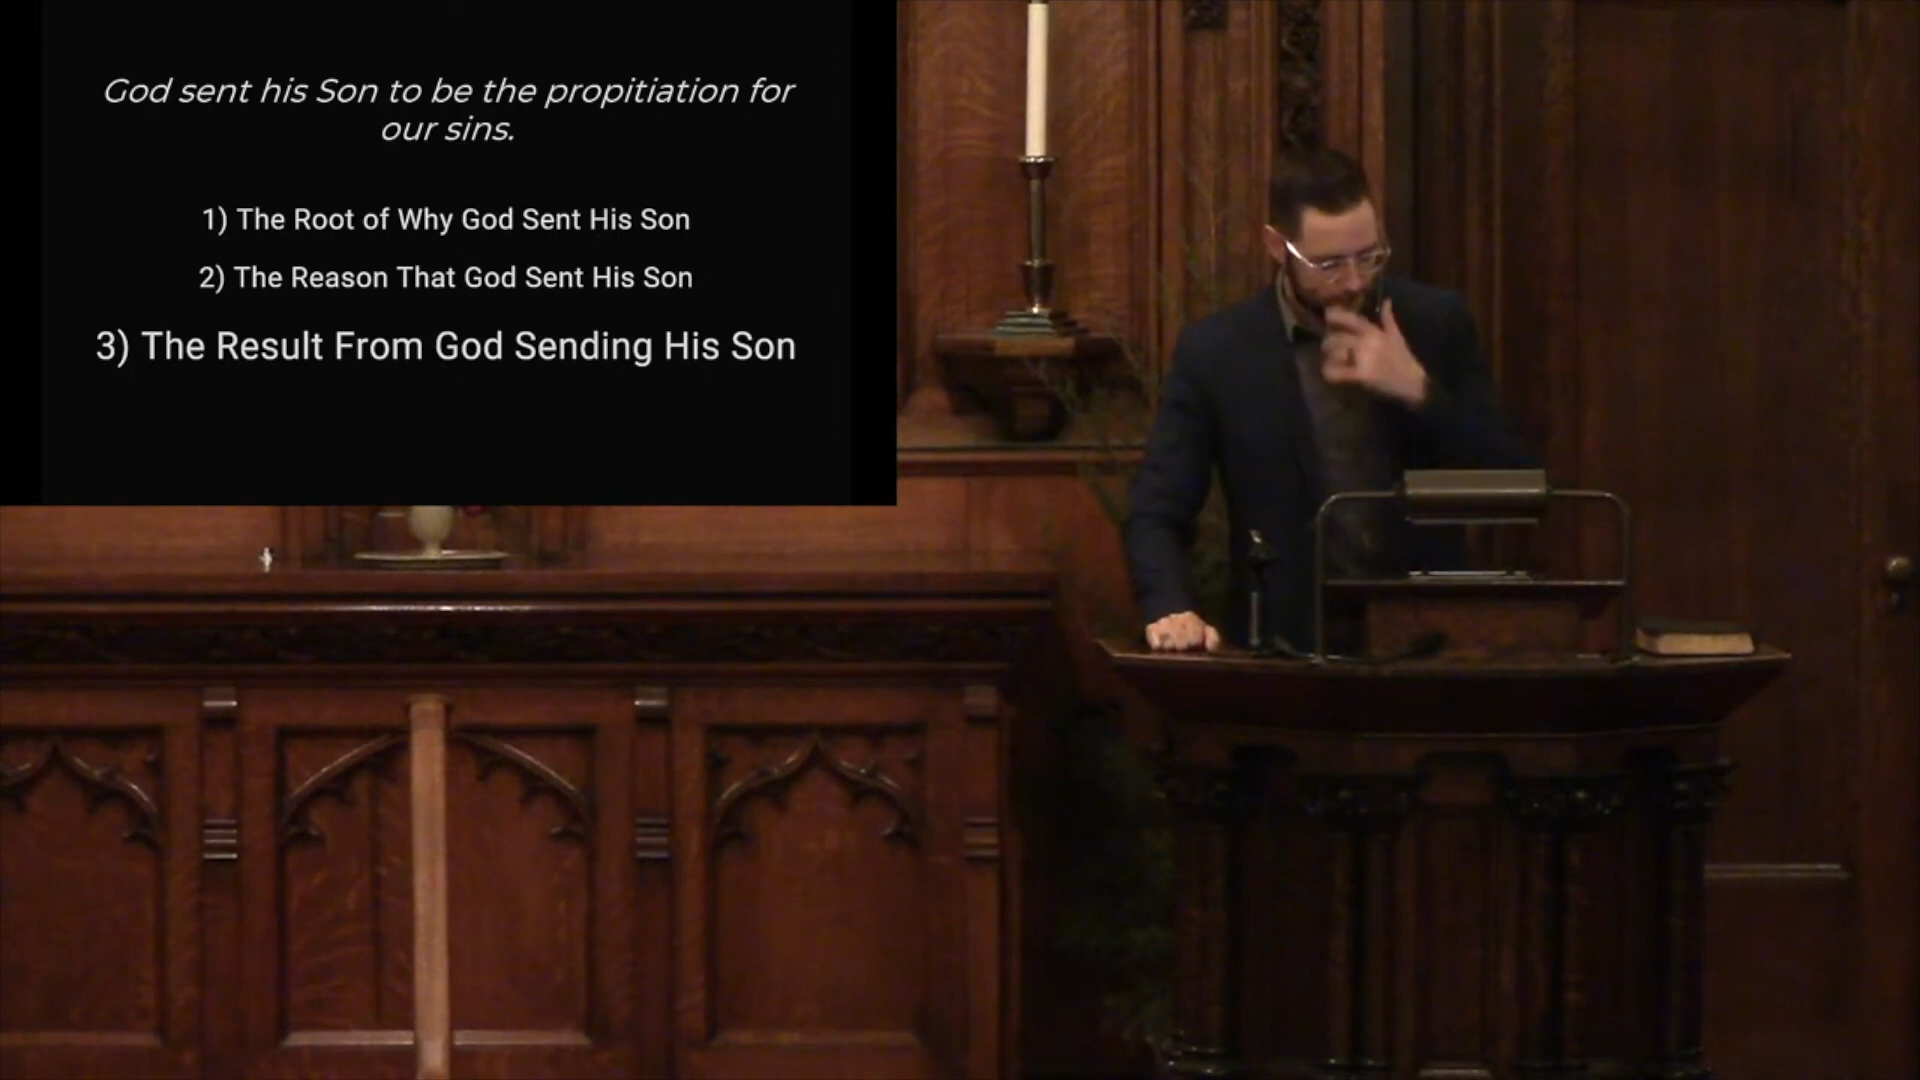 God sent his Son to be the propitiation for
our sins.
1) The Root of Why God Sent His Son
2) The Reason That God Sent His Son
3) The Result From God Sending His Son